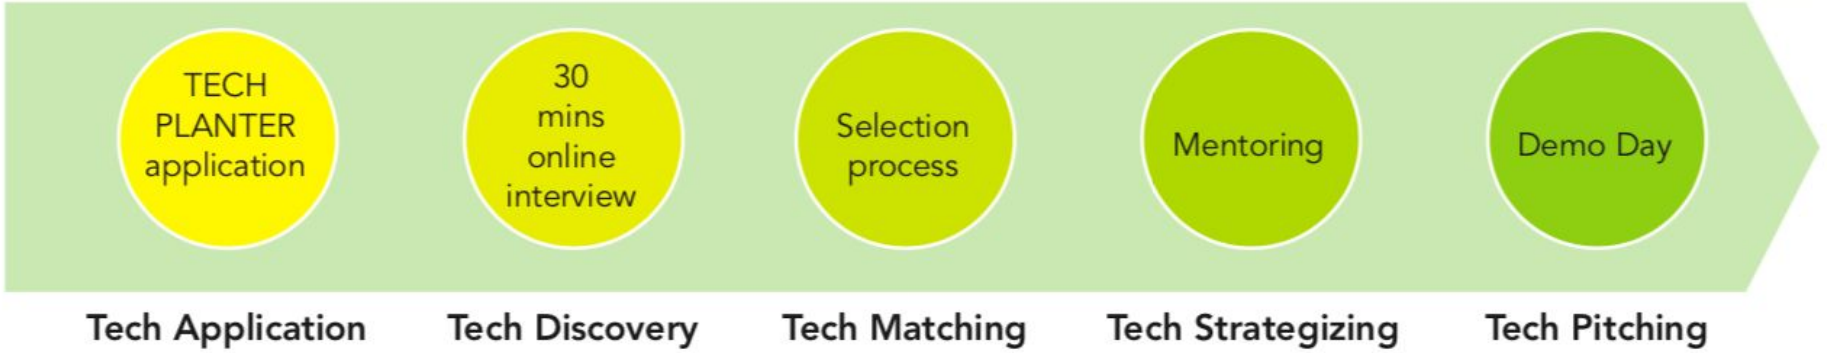 TECH
PLANTER
application
30
mins
online
interview
Selection
process
Mentoring
Demo Day
Tech Application
Tech Discovery
Tech Matching
Tech Strategizing
Tech Pitching